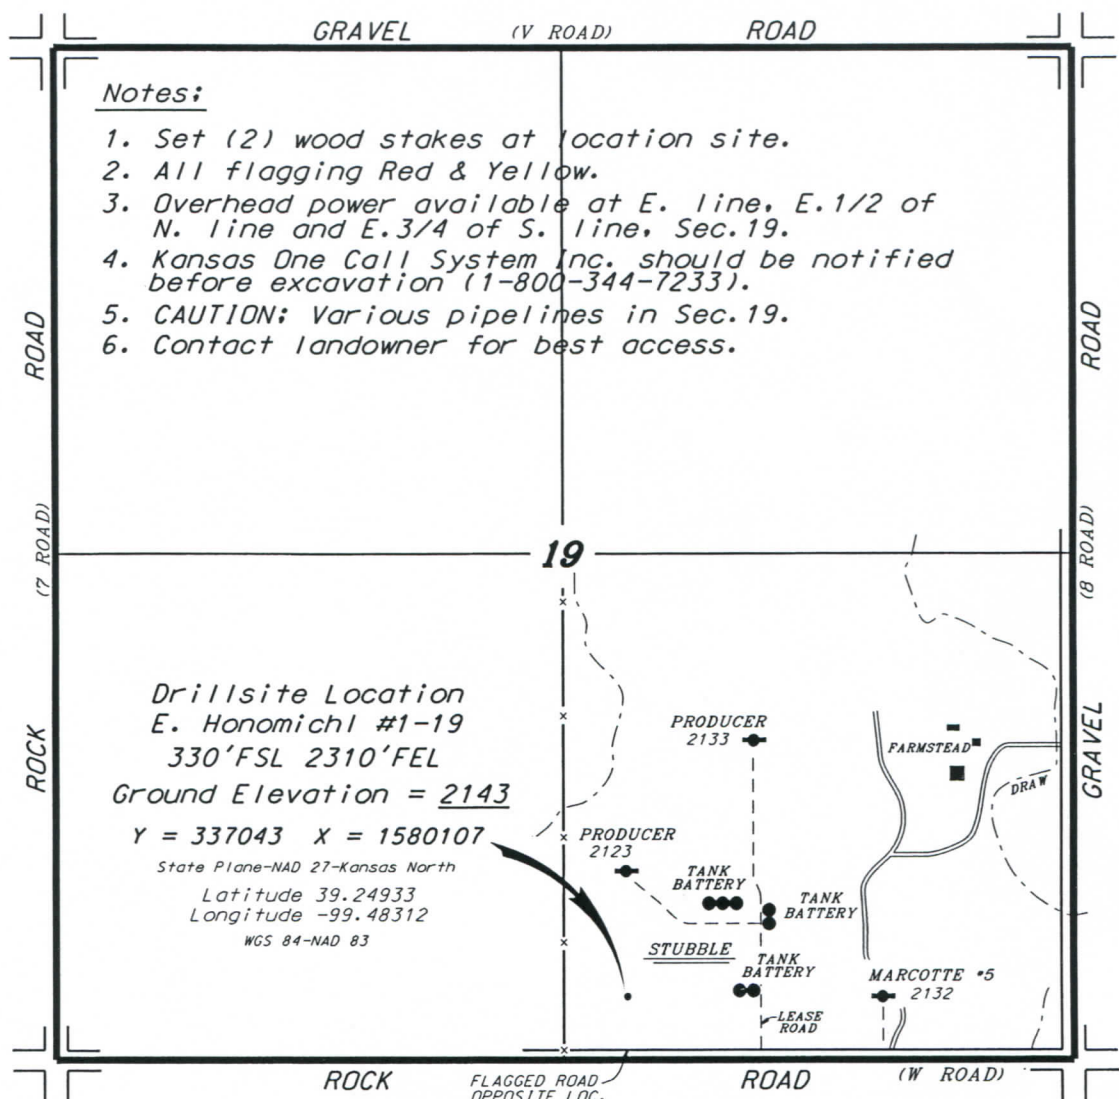 GRAVEL (V ROAD) ROAD
Notes:
1. Set (2) wood stakes at location site.
2. All flagging Red & Yellow.
3. Overhead power available at E. line, E.1/2 of
N. line and E.3/4 of S. line, Sec.19.
4. Kansas One Call System Inc. should be notified
before excavation (1-800-344-7233).
5. CAUTION: Various pipelines in Sec.19.
6. Contact landowner for best access.
ROAD
ROAD
(7 ROAD)
(8 ROAD)
19
ROCK
GRAVEL
Drillsite Location
E. Honomichl #1-19
330'FSL 2310'FEL
Ground Elevation = 2143
Y = 337043 X = 1580107
State Plane-NAD 27-Kansas North
Latitude 39.24933
Longitude -99.48312
WGS 84-NAD 83
PRODUCER
2133
FARMSTEAD
DRAW
PRODUCER
2123
TANK
BATTERY
TANK
BATTERY
STUBBLE
TANK
BATTERY
MARCOTTE #5
2132
LEASE
ROAD
ROCK
FLAGGED ROAD
OPPOSITE LOC.
ROAD
(W ROAD)